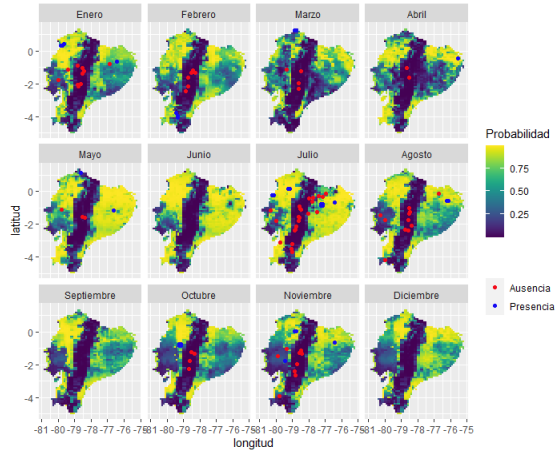 Enero Febrero Marzo Abril
0
-2
-4
Probabilidad
0.75
0.50
0.25
Mayo Junio Julio Agosto
0
-2
-4
latitud
Ausencia
Presencia
Septiembre Octubre Noviembre Diciembre
0
-2
-4
-81 -80 -79 -78 -77 -76 -75 -81 -80 -79 -78 -77 -76 -75 -81 -80 -79 -78 -77 -76 -75 -81 -80 -79 -78 -77 -76 -75
longitud